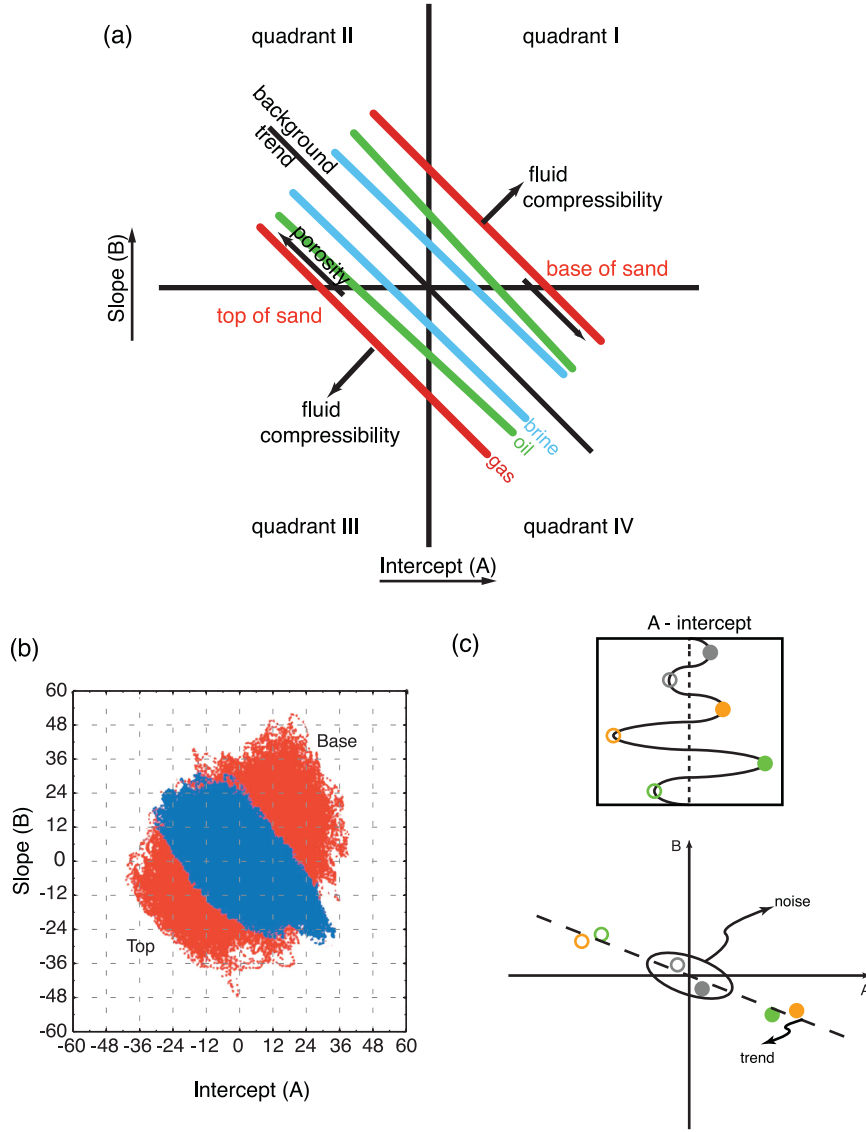 (a)
quadrant II
quadrant I
background
trend
fluid
compressibility
porosity
base of sand
Slope (B)
top of sand
fluid
compressibility
brine
oil
gas
quadrant III
quadrant IV
Intercept (A)
(b)
60
48
36
24
12
0
-12
-24
-36
-48
-60
Slope (B)
Base
Top
-60 -48 -36 -24 -12 0 12 24 36 48 60
Intercept (A)
(c)
A - intercept
B
noise
A
trend